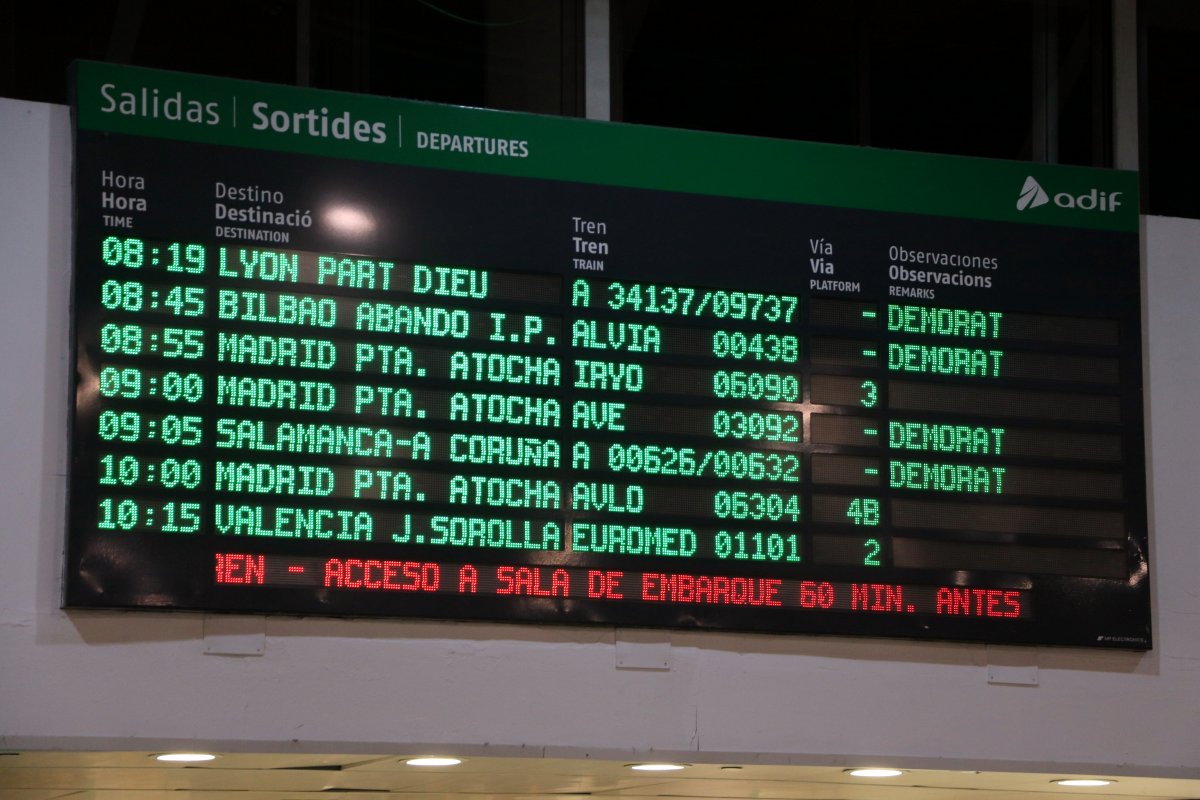 Salidas | Sortides | DEPARTURES
adif
Hora Destino Tren Vía Observaciones
Hora Destinació Tren Via Observacions
TIME DESTINATION TRAIN PLATFORM REMARKS
08:19 LYON PART DIEU A 34137/09737 - DEMORAT
08:45 BILBAO ABANDO I.P. ALVIA 00438 - DEMORAT
08:55 MADRID PTA. ATOCHA IRYO 06090 3
09:00 MADRID PTA. ATOCHA AVE 03092 - DEMORAT
09:05 SALAMANCA-A CORUÑA A 00626/00632 - DEMORAT
10:00 MADRID PTA. ATOCHA AVLO 06304 4B
10:15 VALENCIA J.SOROLLA EUROMED 01101 2
IEN - ACCESO A SALA DE EMBARQUE 60 MIN. ANTES